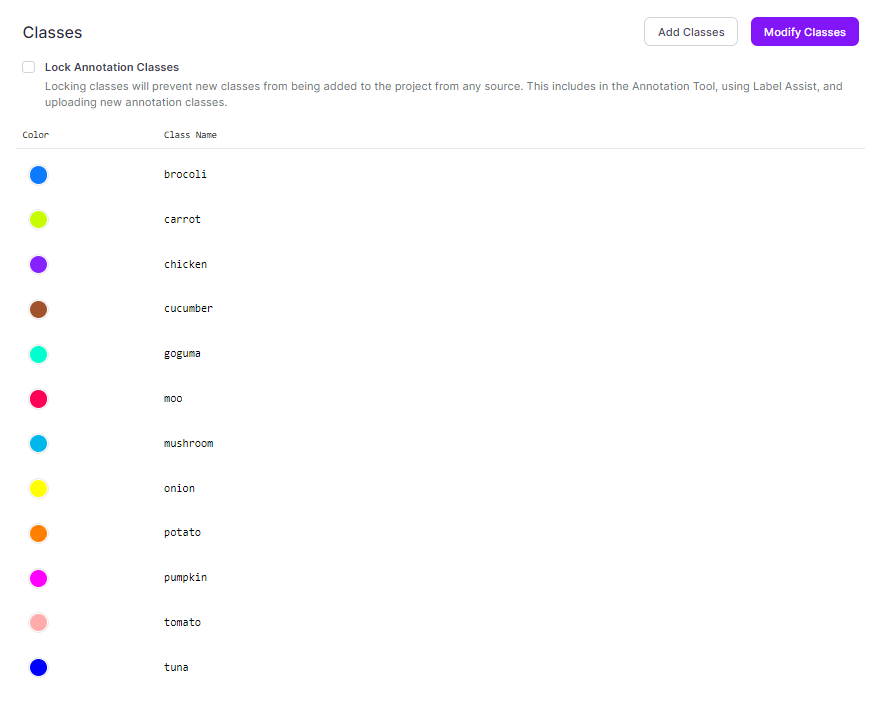 Classes
Add Classes
Modify Classes
Lock Annotation Classes
Locking classes will prevent new classes from being added to the project from any source. This includes in the Annotation Tool, using Label Assist, and
uploading new annotation classes.
Color Class Name
brocoli
carrot
chicken
cucumber
goguma
moo
mushroom
onion
potato
pumpkin
tomato
tuna